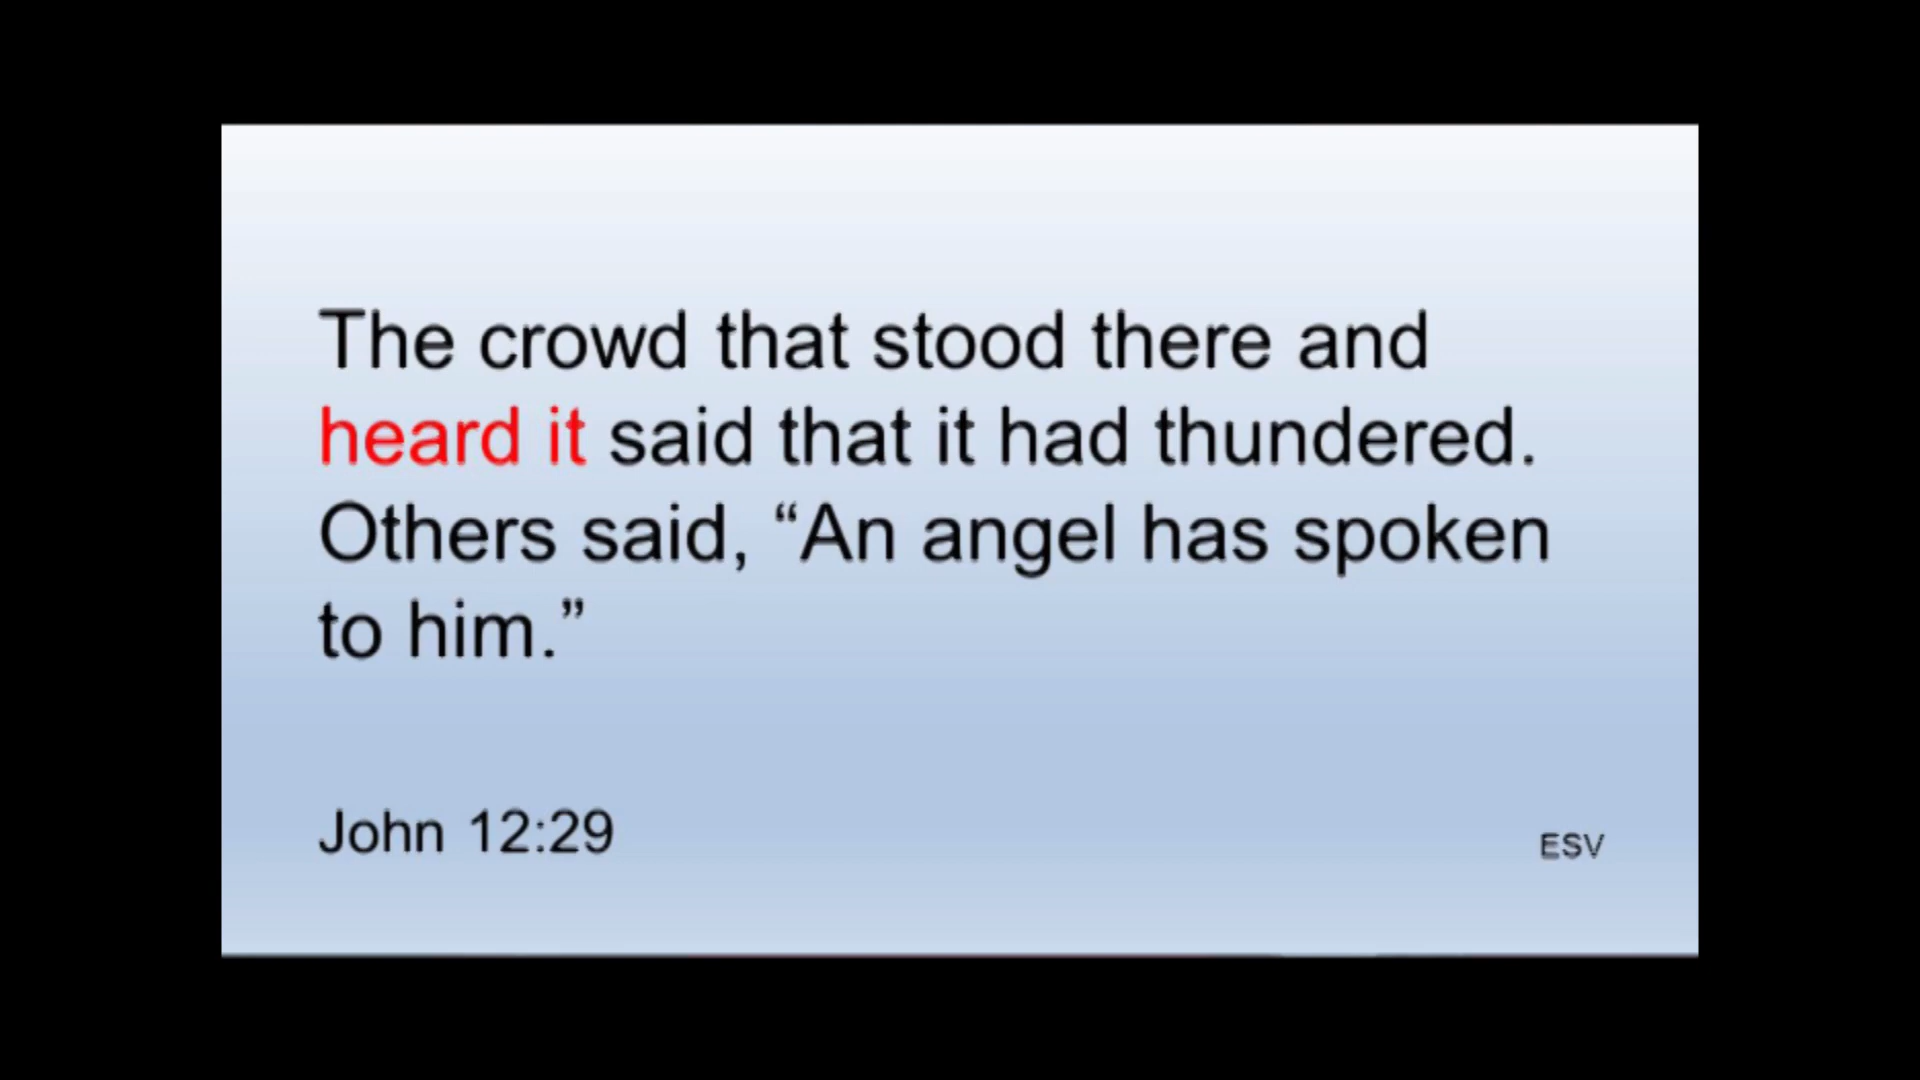 The crowd that stood there and
heard it said that it had thundered.
Others said, “An angel has spoken
to him.”
John 12:29
ESV